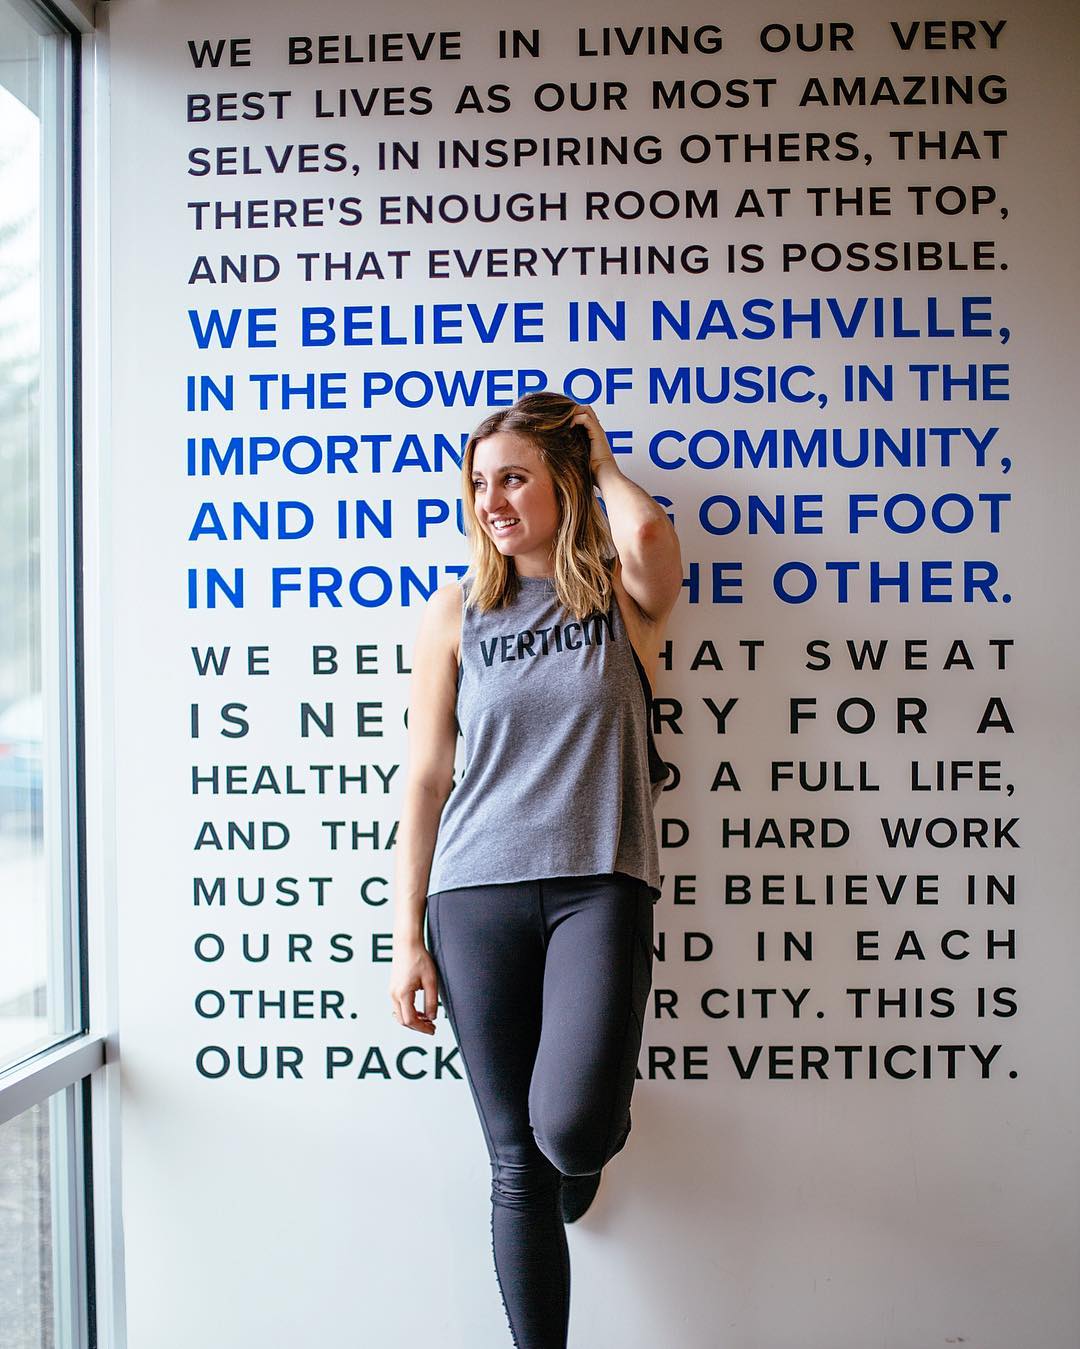 WE BELIEVE IN LIVING OUR VERY
BEST LIVES AS OUR MOST AMAZING
SELVES, IN INSPIRING OTHERS, THAT
THERE'S ENOUGH ROOM AT THE TOP,
AND THAT EVERYTHING IS POSSIBLE.
WE BELIEVE IN NASHVILLE,
IN THE POWER OF MUSIC, IN THE
IMPORTAN F COMMUNITY,
AND IN PU G ONE FOOT
IN FRONT HE OTHER.
WE BEL HAT SWEAT
IS NEC RY FOR A
HEALTHY D A FULL LIFE,
AND THA D HARD WORK
MUST C E BELIEVE IN
OURSE ND IN EACH
OTHER. R CITY. THIS IS
OUR PACK ARE VERTICITY.
VERTICITY